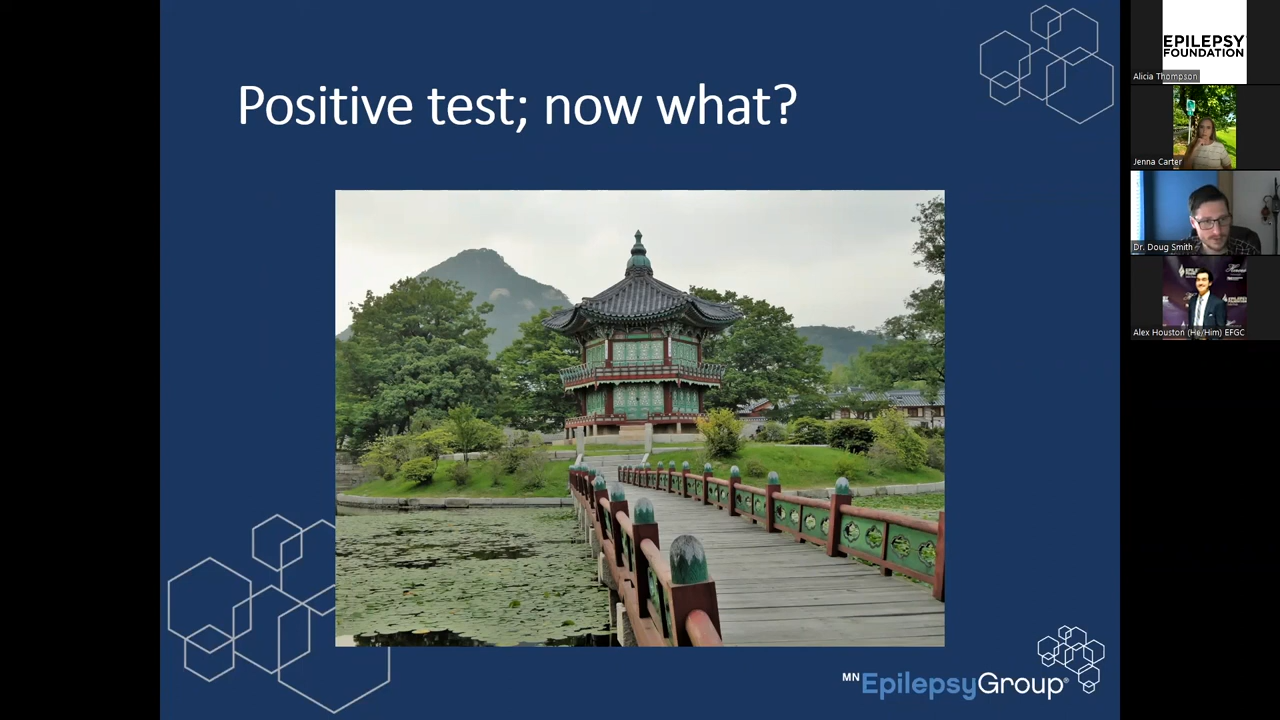 Positive test; now what?
MN EpilepsyGroup®
EPILEPSY
FOUNDATION
Alicia Thompson
Jenna Carter
Dr. Doug Smith
Alex Houston (He/Him) EFGC